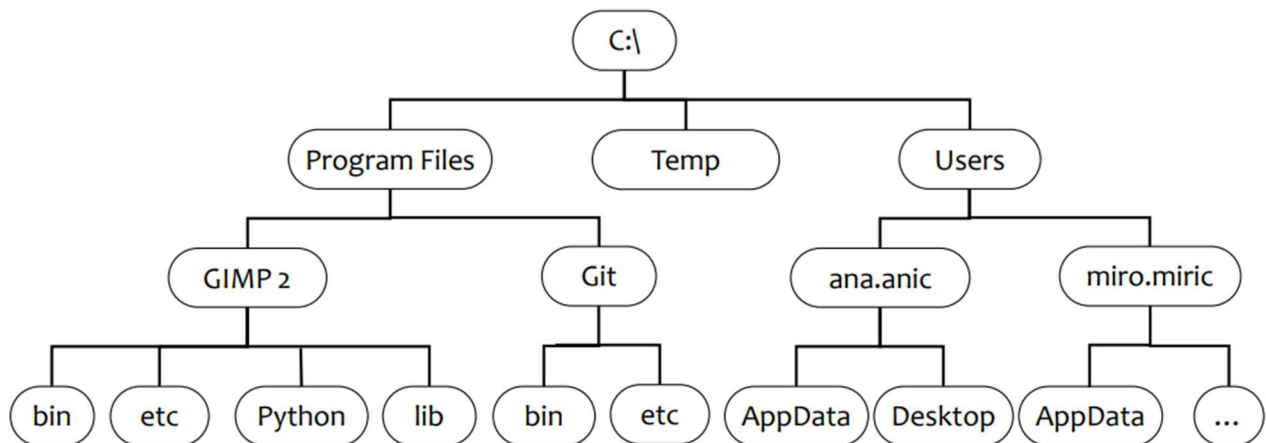 C:\
Program Files
Temp
Users
GIMP 2
Git
ana.anic
miro.miric
bin
etc
Python
lib
bin
etc
AppData
Desktop
AppData
...